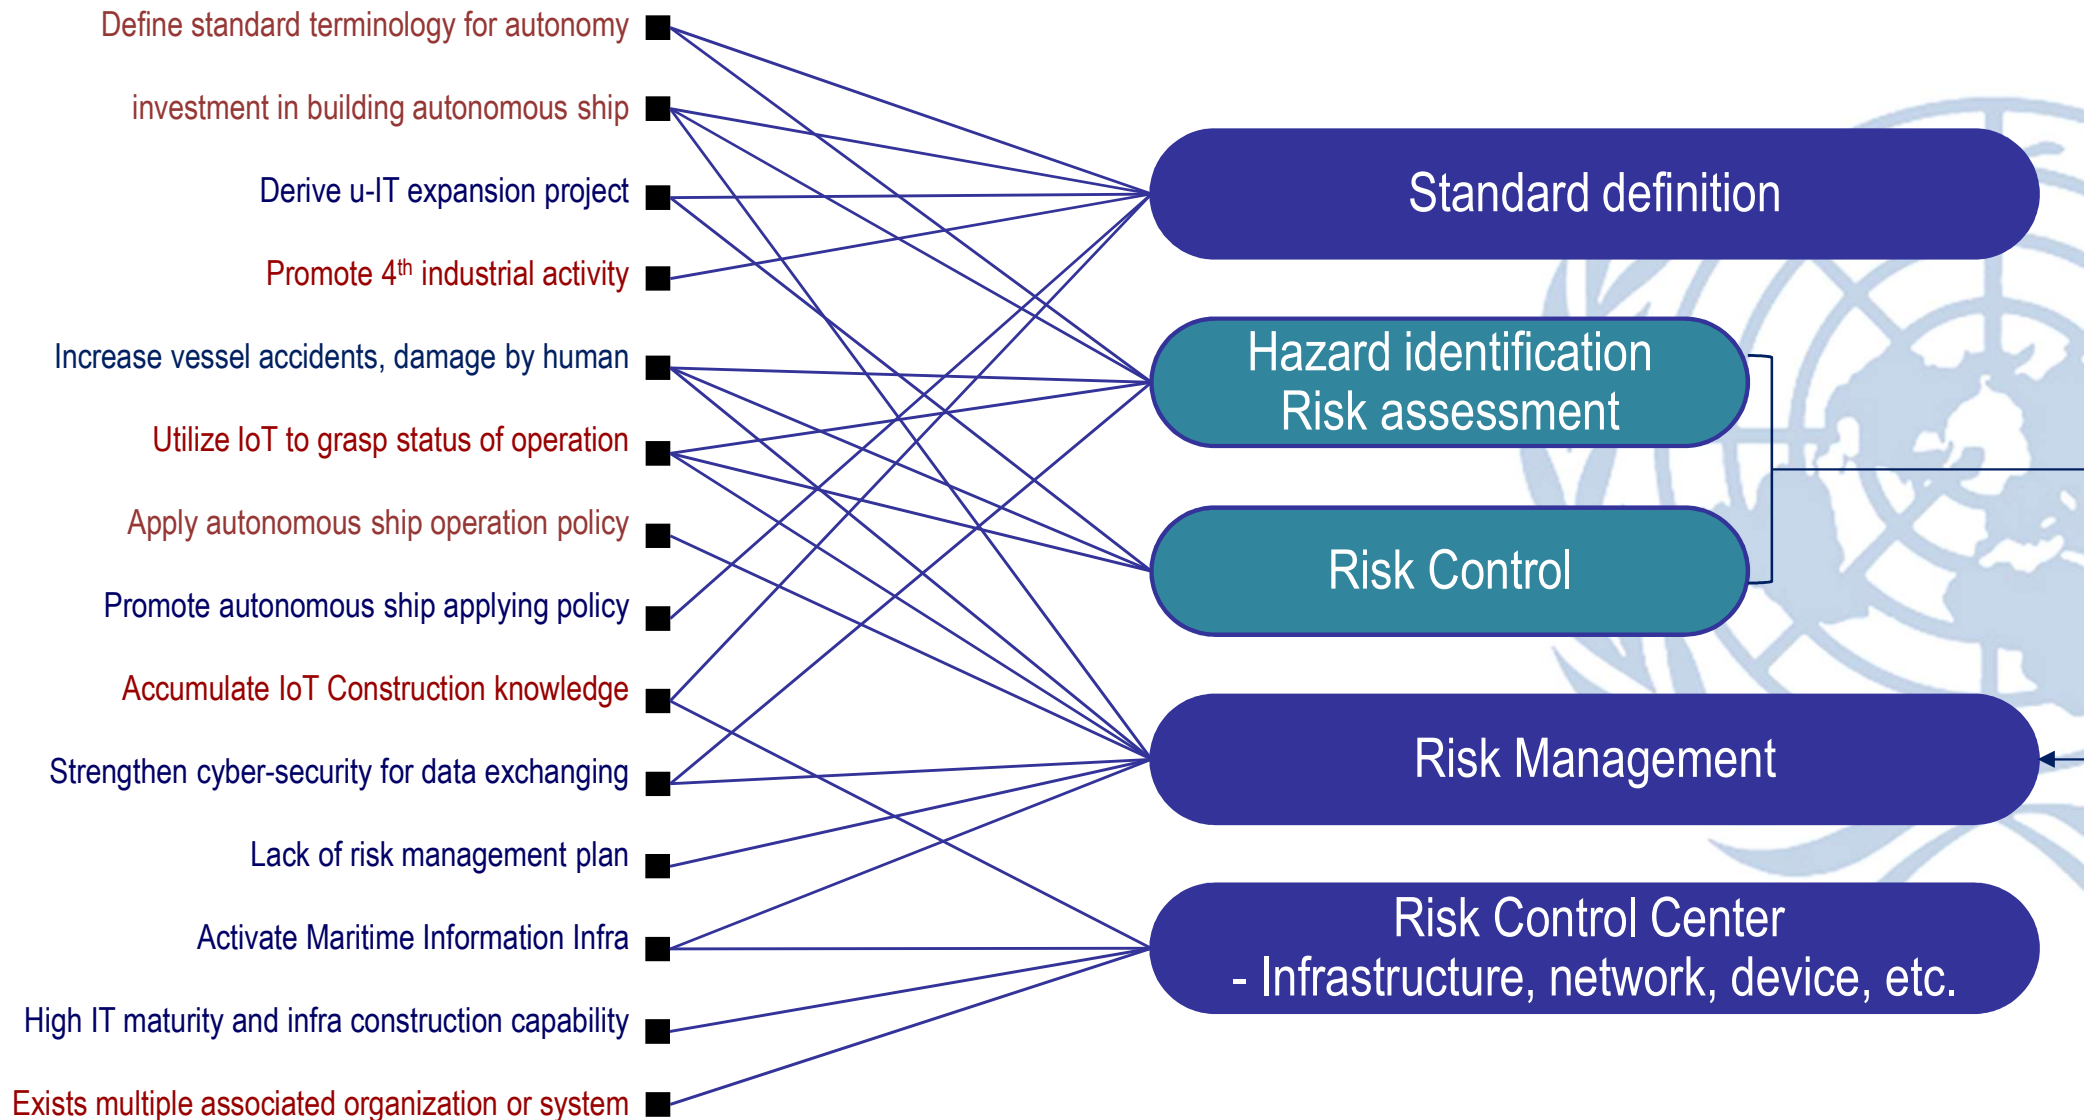 Define standard terminology for autonomy
investment in building autonomous ship
Derive u-IT expansion project
Promote 4th industrial activity
Increase vessel accidents, damage by human
Utilize IoT to grasp status of operation
Apply autonomous ship operation policy
Promote autonomous ship applying policy
Accumulate IoT Construction knowledge
Strengthen cyber-security for data exchanging
Lack of risk management plan
Activate Maritime Information Infra
High IT maturity and infra construction capability
Exists multiple associated organization or system
Standard definition
Hazard identification
Risk assessment
Risk Control
Risk Management
Risk Control Center
- Infrastructure, network, device, etc.